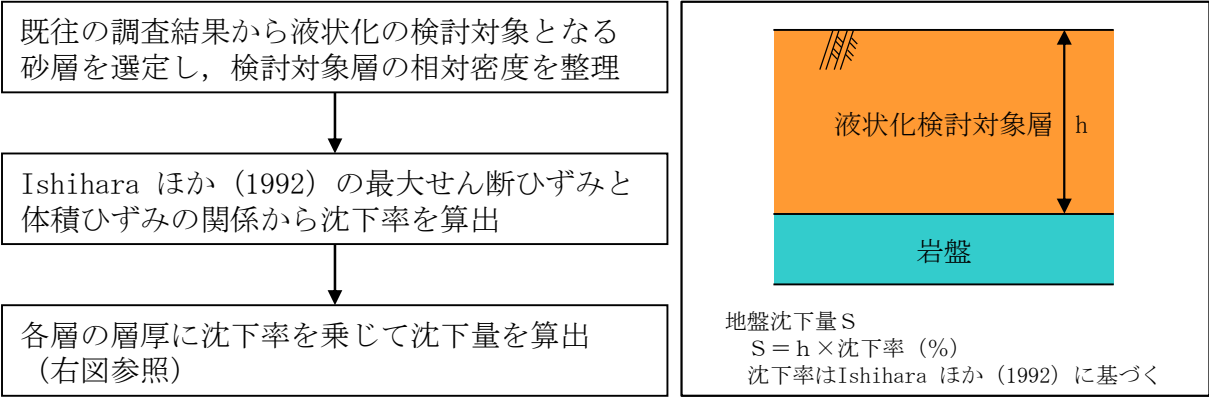 既往の調査結果から液状化の検討対象となる
砂層を選定し，検討対象層の相対密度を整理
Ishihara ほか（1992）の最大せん断ひずみと
体積ひずみの関係から沈下率を算出
各層の層厚に沈下率を乗じて沈下量を算出
（右図参照）
液状化検討対象層
h
岩盤
地盤沈下量Ｓ
Ｓ＝ｈ×沈下率（%）
沈下率はIshihara ほか（1992）に基づく